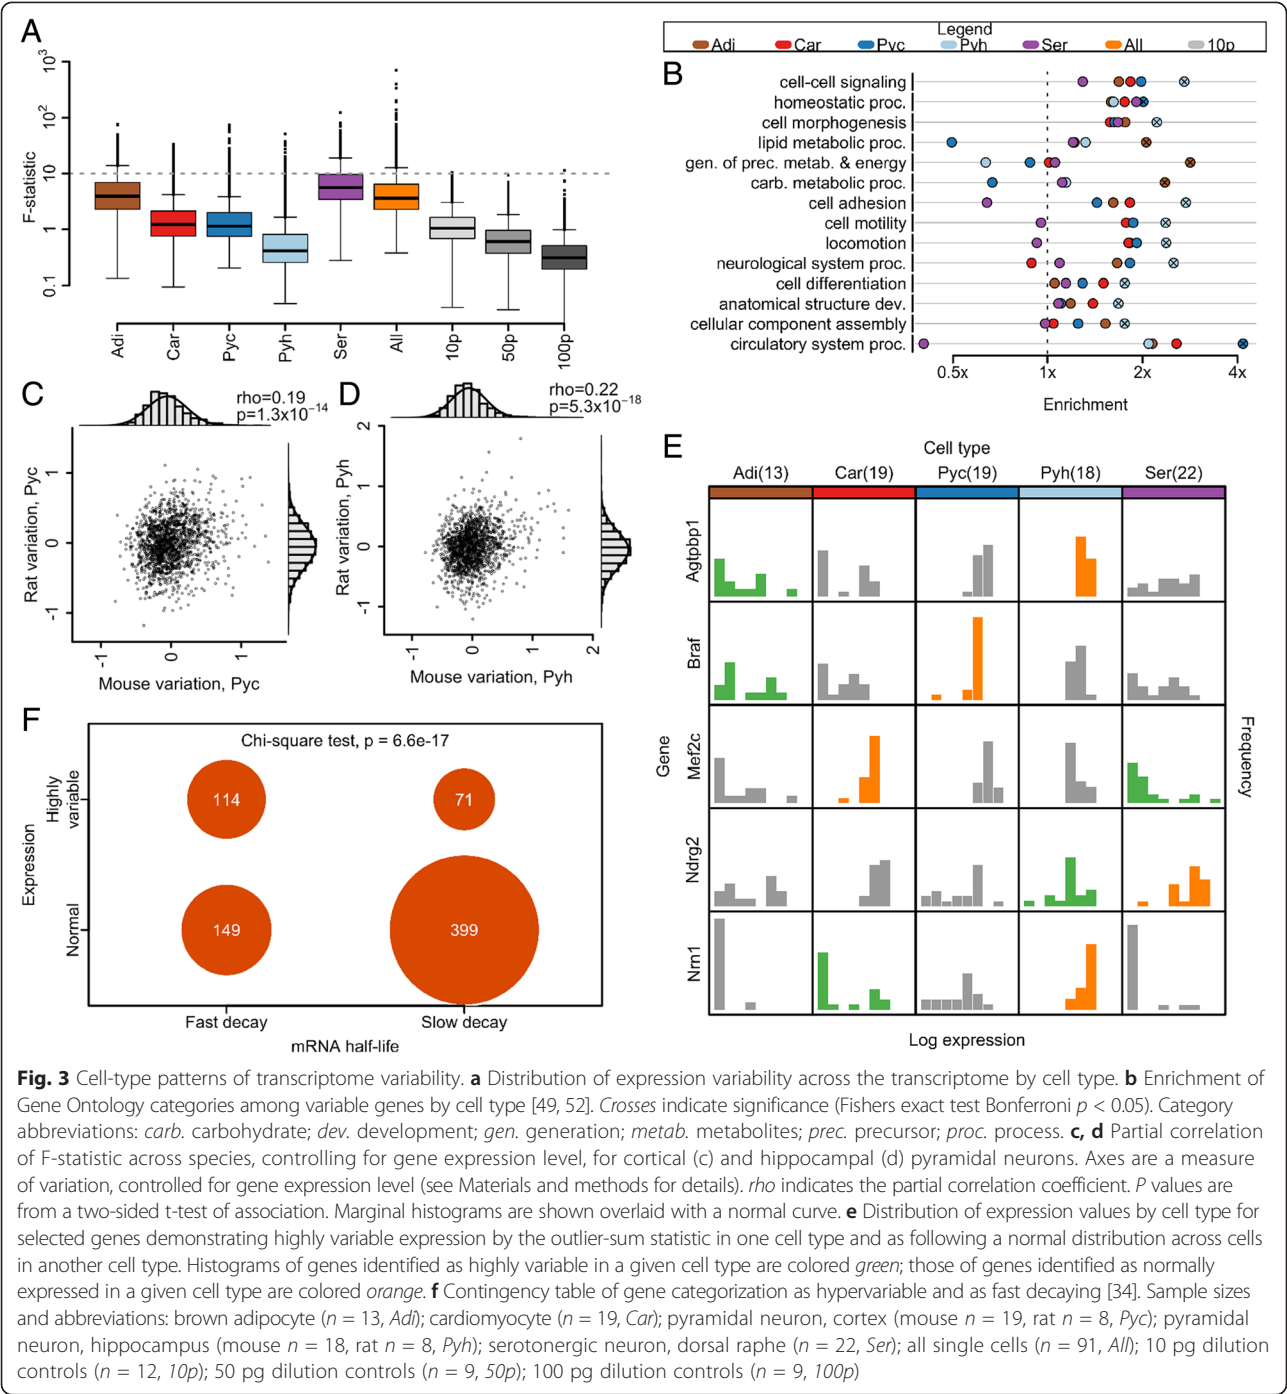 A
F-statistic
10³
10²
10
1
0.1
Adi
Car
Pyc
Pyh
Ser
All
10p
50p
100p
Legend
Adi Car Pyc Pyh Ser All 10p
B
cell-cell signaling
homeostatic proc.
cell morphogenesis
lipid metabolic proc.
gen. of prec. metab. & energy
carb. metabolic proc.
cell adhesion
cell motility
locomotion
neurological system proc.
cell differentiation
anatomical structure dev.
cellular component assembly
circulatory system proc.
0.5x 1x 2x 4x
Enrichment
C
rho=0.19
p=1.3x10⁻¹⁴
Rat variation, Pyc
1
0
-1
-1 0 1
Mouse variation, Pyc
D
rho=0.22
p=5.3x10⁻¹⁸
Rat variation, Pyh
2
1
0
-1
-1 0 1 2
Mouse variation, Pyh
E
Cell type
Adi(13) Car(19) Pyc(19) Pyh(18) Ser(22)
Gene
Agtpbp1
Braf
Mef2c
Ndrg2
Nrn1
Frequency
Log expression
F
Chi-square test, p = 6.6e-17
Expression
Highly
variable
Normal
114
71
149
399
Fast decay
Slow decay
mRNA half-life
Fig. 3 Cell-type patterns of transcriptome variability. a Distribution of expression variability across the transcriptome by cell type. b Enrichment of
Gene Ontology categories among variable genes by cell type [49, 52]. Crosses indicate significance (Fishers exact test Bonferroni p < 0.05). Category
abbreviations: carb. carbohydrate; dev. development; gen. generation; metab. metabolites; prec. precursor; proc. process. c, d Partial correlation
of F-statistic across species, controlling for gene expression level, for cortical (c) and hippocampal (d) pyramidal neurons. Axes are a measure
of variation, controlled for gene expression level (see Materials and methods for details). rho indicates the partial correlation coefficient. P values are
from a two-sided t-test of association. Marginal histograms are shown overlaid with a normal curve. e Distribution of expression values by cell type for
selected genes demonstrating highly variable expression by the outlier-sum statistic in one cell type and as following a normal distribution across cells
in another cell type. Histograms of genes identified as highly variable in a given cell type are colored green; those of genes identified as normally
expressed in a given cell type are colored orange. f Contingency table of gene categorization as hypervariable and as fast decaying [34]. Sample sizes
and abbreviations: brown adipocyte (n = 13, Adi); cardiomyocyte (n = 19, Car); pyramidal neuron, cortex (mouse n = 19, rat n = 8, Pyc); pyramidal
neuron, hippocampus (mouse n = 18, rat n = 8, Pyh); serotonergic neuron, dorsal raphe (n = 22, Ser); all single cells (n = 91, All); 10 pg dilution
controls (n = 12, 10p); 50 pg dilution controls (n = 9, 50p); 100 pg dilution controls (n = 9, 100p)